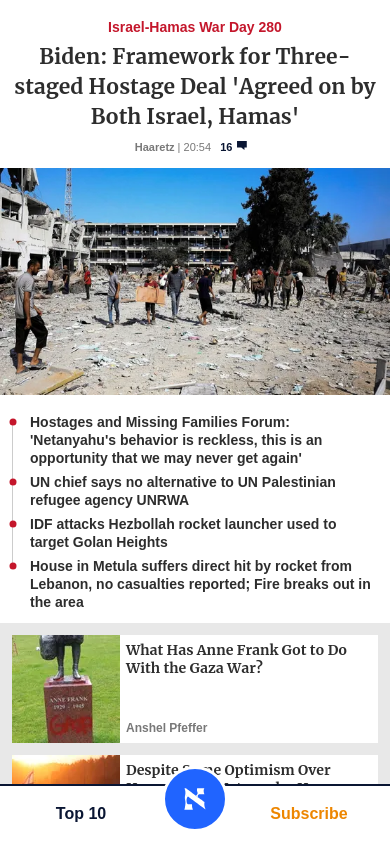 Israel-Hamas War Day 280
Biden: Framework for Three-
staged Hostage Deal 'Agreed on by
Both Israel, Hamas'
Haaretz | 20:54 16
Hostages and Missing Families Forum:
'Netanyahu's behavior is reckless, this is an
opportunity that we may never get again'
UN chief says no alternative to UN Palestinian
refugee agency UNRWA
IDF attacks Hezbollah rocket launcher used to
target Golan Heights
House in Metula suffers direct hit by rocket from
Lebanon, no casualties reported; Fire breaks out in
the area
ANNE FRANK
1929 - 1945
What Has Anne Frank Got to Do
With the Gaza War?
Anshel Pfeffer
Despite Some Optimism Over
Top 10
Subscribe